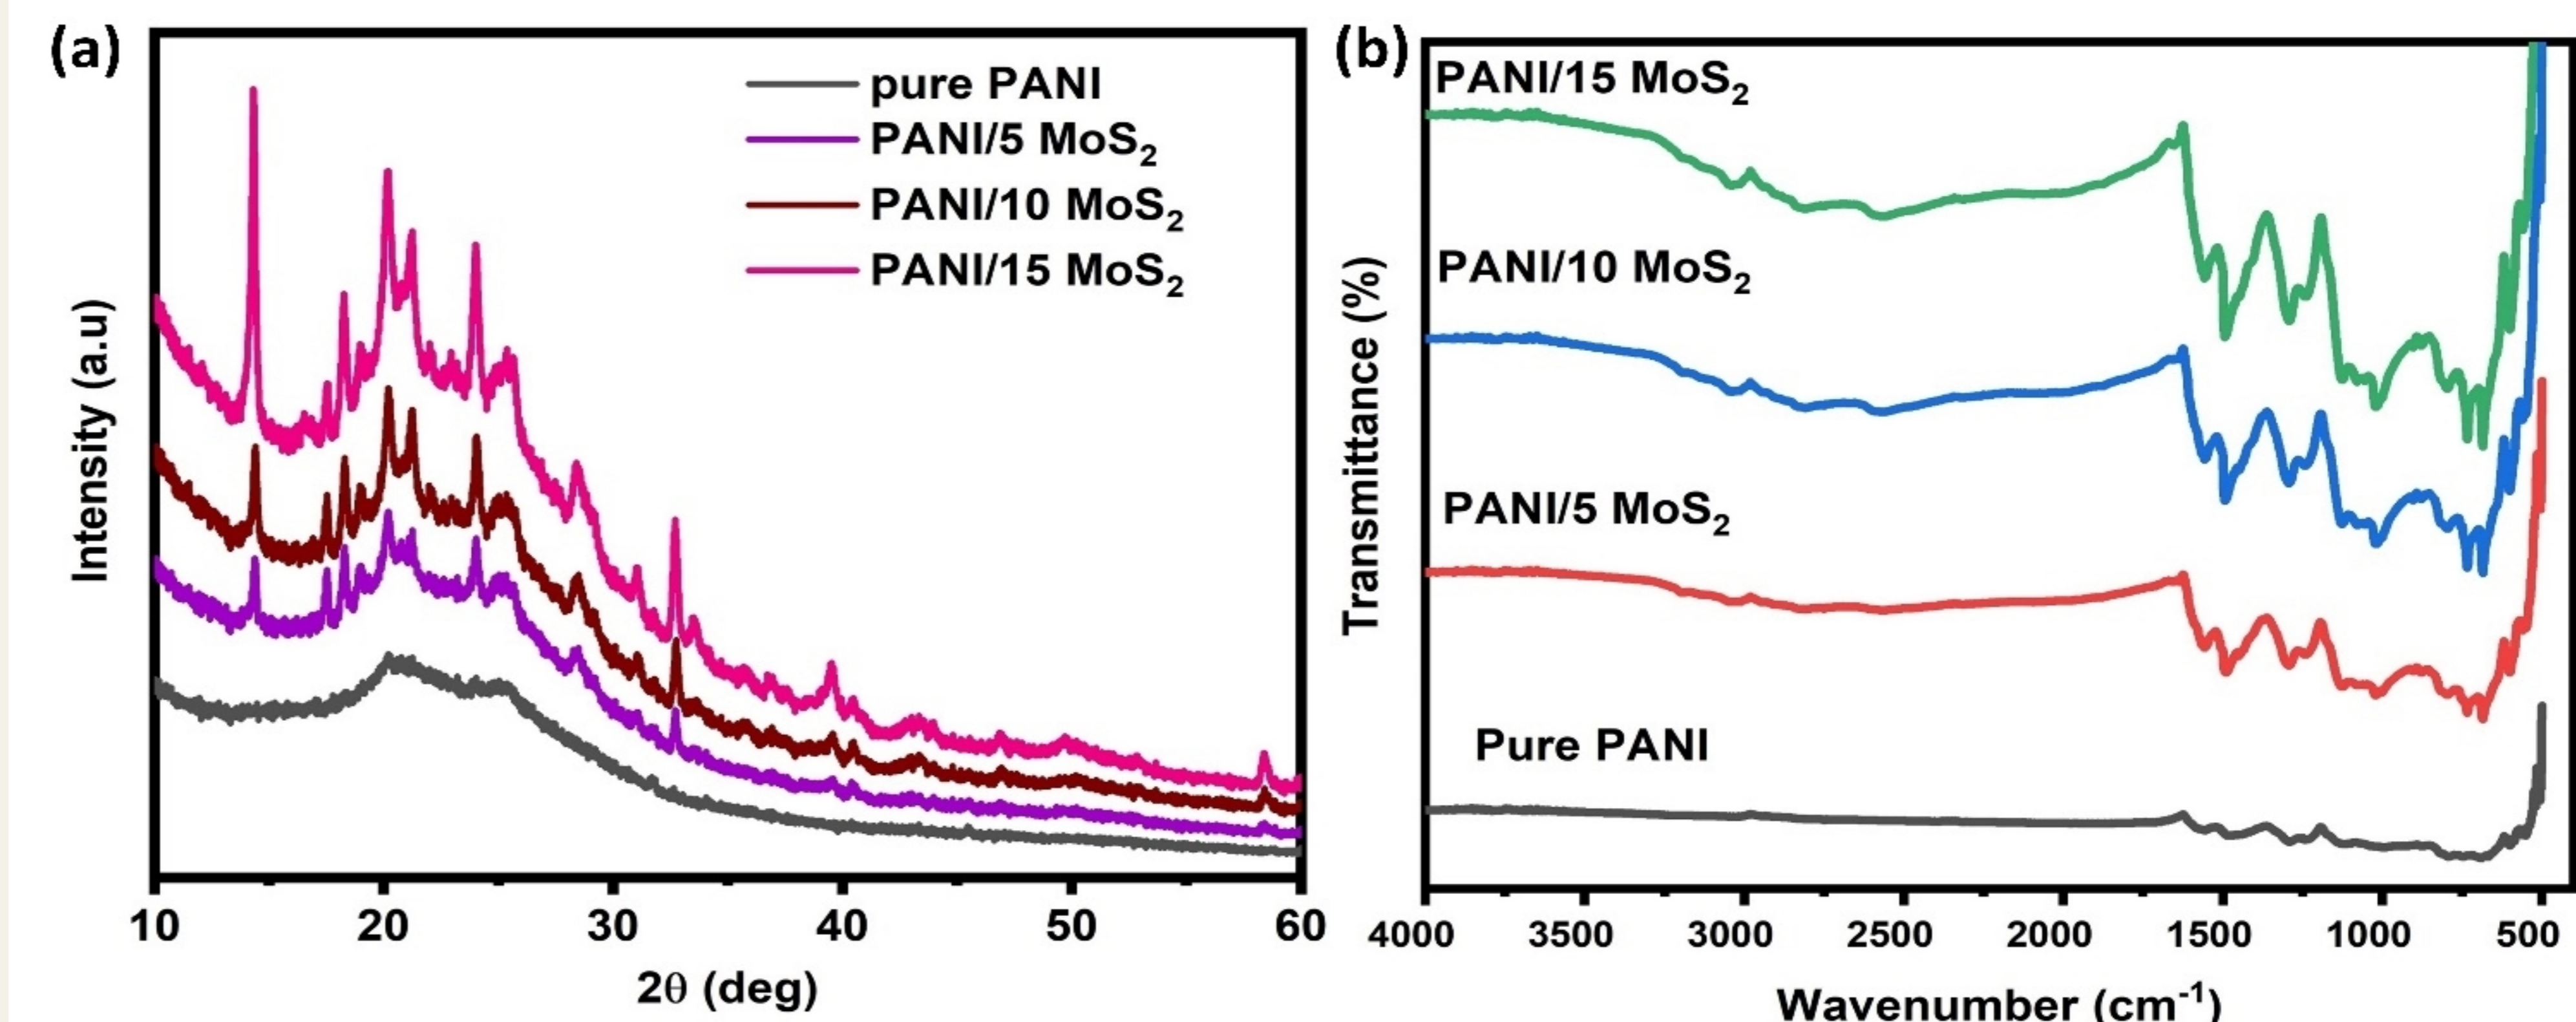 (a)
pure PANI
PANI/5 MoS₂
PANI/10 MoS₂
PANI/15 MoS₂
Intensity (a.u)
10 20 30 40 50 60
2θ (deg)
(b)
PANI/15 MoS₂
PANI/10 MoS₂
PANI/5 MoS₂
Pure PANI
Transmittance (%)
4000 3500 3000 2500 2000 1500 1000 500
Wavenumber (cm⁻¹)